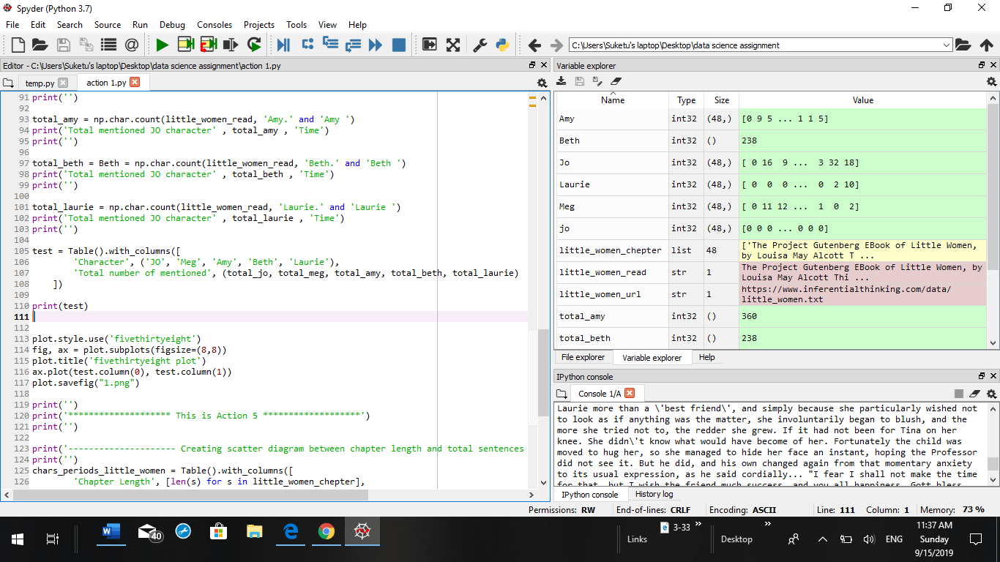 Spyder (Python 3.7)
File Edit Search Source Run Debug Consoles Projects Tools View Help
C:\Users\Suketu's laptop\Desktop\data science assignment
Editor - C:\Users\Suketu's laptop\Desktop\data science assignment\action 1.py
temp.py action 1.py
91 print('')
92
93 total_amy = np.char.count(little_women_read, 'Amy.' and 'Amy ')
94 print('Total mentioned JO character' , total_amy , 'Time')
95 print('')
96
97 total_beth = Beth = np.char.count(little_women_read, 'Beth.' and 'Beth ')
98 print('Total mentioned JO character' , total_beth , 'Time')
99 print('')
100
101 total_laurie = np.char.count(little_women_read, 'Laurie.' and 'Laurie ')
102 print('Total mentioned JO character' , total_laurie , 'Time')
103 print('')
104
105 test = Table().with_columns([
106 'Character', ('JO', 'Meg', 'Amy', 'Beth', 'Laurie'),
107 'Total number of mentioned', (total_jo, total_meg, total_amy, total_beth, total_laurie)
108 ])
109
110 print(test)
111
112
113 plot.style.use('fivethirtyeight')
114 fig, ax = plot.subplots(figsize=(8,8))
115 plot.title('fivethirtyeight plot')
116 ax.plot(test.column(0), test.column(1))
117 plot.savefig("1.png")
118
119 print('')
120 print('******************** This is Action 5 *******************')
121 print('')
122
123 print('--------------------- Creating scatter diagram between chapter length and total sentences
124 print('')
125 chars_periods_little_women = Table().with_columns([
126 'Chapter Length', [len(s) for s in little_women_chepter],
Variable explorer
Name Type Size Value
Amy int32 (48,) [0 9 5 ... 1 1 5]
Beth int32 () 238
Jo int32 (48,) [ 0 16 9 ... 3 32 18]
Laurie int32 (48,) [ 0 0 0 ... 0 2 10]
Meg int32 (48,) [ 0 11 12 ... 1 0 2]
jo int32 (48,) [0 0 0 ... 0 0 0]
little_women_chepter list 48 ['The Project Gutenberg EBook of Little Women,
by Louisa May Alcott T ...
little_women_read str 1 The Project Gutenberg EBook of Little Women, by
Louisa May Alcott Thi ...
little_women_url str 1 https://www.inferentialthinking.com/data/
little_women.txt
total_amy int32 () 360
total_beth int32 () 238
File explorer Variable explorer Help
IPython console
Console 1/A
Laurie more than a \'best friend\', and simply because she particularly wished not
to look as if anything was the matter, she involuntarily began to blush, and the
more she tried not to, the redder she grew. If it had not been for Tina on her
knee. She didn\'t know what would have become of her. Fortunately the child was
moved to hug her, so she managed to hide her face an instant, hoping the Professor
did not see it. But he did, and his own changed again from that momentary anxiety
to its usual expression, as he said cordially... "I fear I shall not make the time
for that, but I wish the friend much success, and you all happiness. Gott bless
IPython console History log
Permissions: RW End-of-lines: CRLF Encoding: ASCII Line: 111 Column: 1 Memory: 73 %
40
Links
3-33
Desktop
ENG
11:37 AM
Sunday
9/15/2019